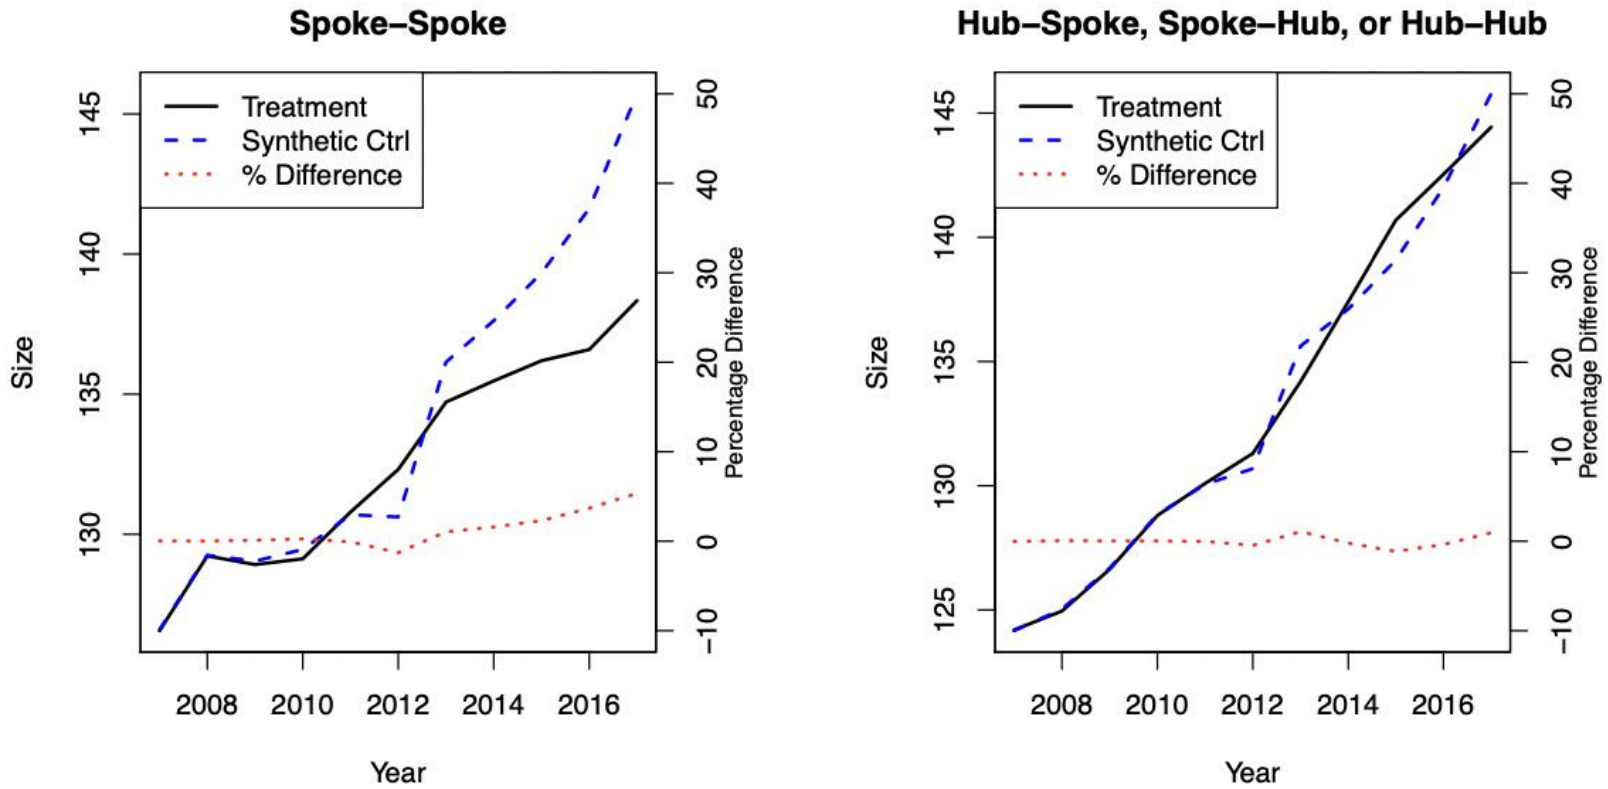 Spoke–Spoke
Treatment
Synthetic Ctrl
% Difference
145
140
135
130
Size
50
40
30
20
10
0
−10
Percentage Difference
2008 2010 2012 2014 2016
Year
Hub–Spoke, Spoke–Hub, or Hub–Hub
Treatment
Synthetic Ctrl
% Difference
145
140
135
130
125
Size
50
40
30
20
10
0
−10
Percentage Difference
2008 2010 2012 2014 2016
Year